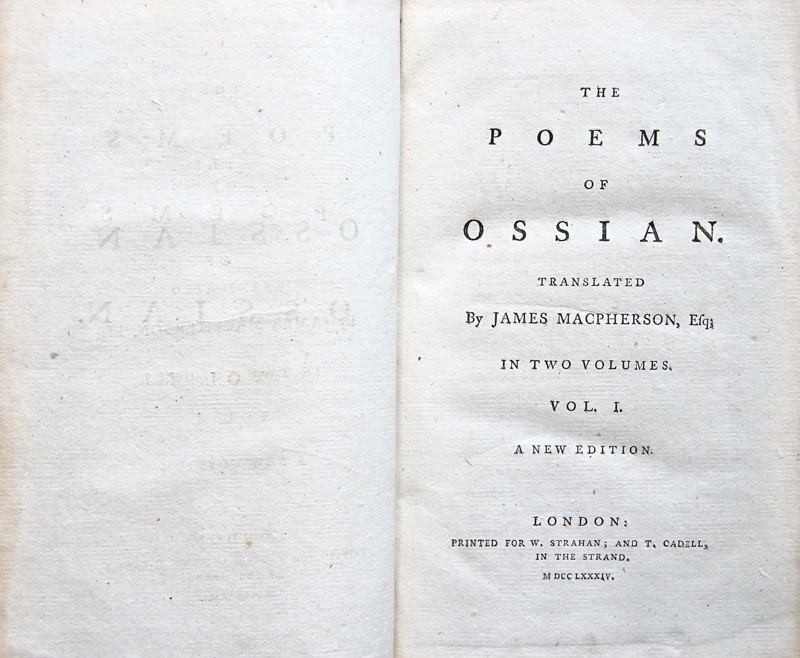 THE
POEMS
OF
OSSIAN.
TRANSLATED
By JAMES MACPHERSON, Eſq;
IN TWO VOLUMES.
VOL. I.
A NEW EDITION.
LONDON:
PRINTED FOR W. STRAHAN; AND T. CADELL,
IN THE STRAND.
MDCCLXXXIV.